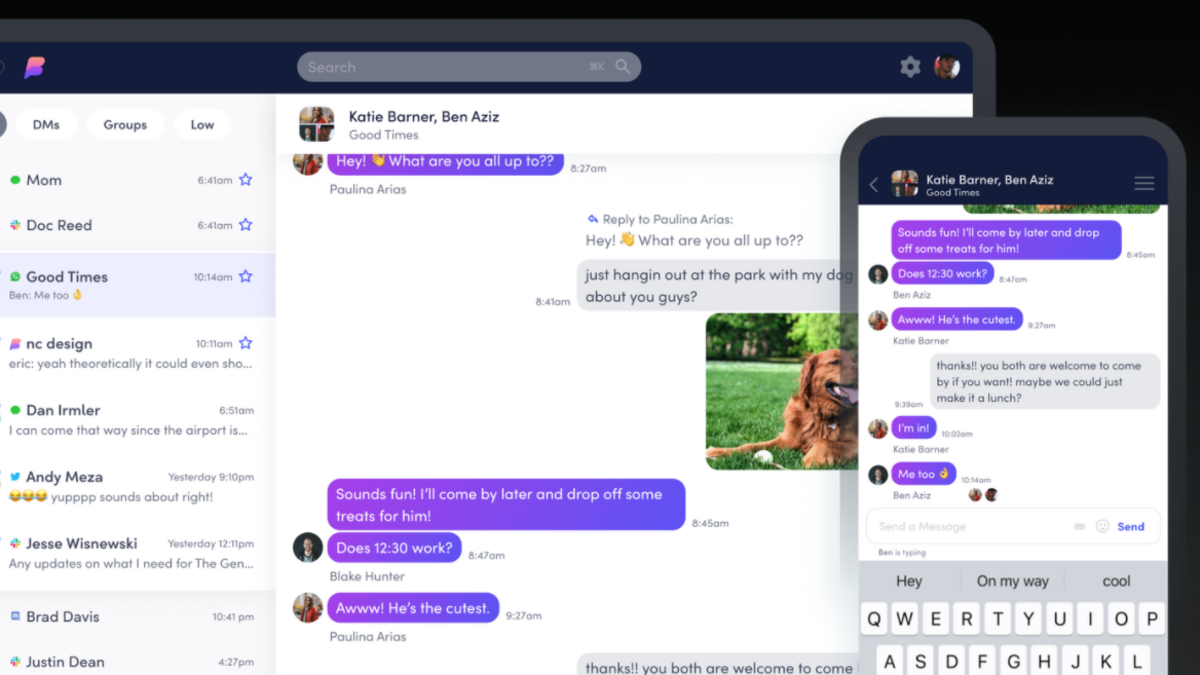 Search
⌘K
DMs
Groups
Low
Mom
6:41am
Doc Reed
6:41am
Good Times
10:14am
Ben: Me too 👌
nc design
10:11am
eric: yeah theoretically it could even sho...
Dan Irmler
6:51am
I can come that way since the airport is...
Andy Meza
Yesterday 9:10pm
😂😂😂 yupppp sounds about right!
Jesse Wisnewski
Yesterday 12:11pm
Any updates on what I need for The Gen...
Brad Davis
10:41 pm
Justin Dean
4:27pm
Katie Barner, Ben Aziz
Good Times
Hey! 👋 What are you all up to??
8:27am
Paulina Arias
Reply to Paulina Arias:
Hey! 👋 What are you all up to??
just hangin out at the park with my dog
about you guys?
8:41am
Sounds fun! I'll come by later and drop off some
treats for him!
8:45am
Does 12:30 work?
8:47am
Blake Hunter
Awww! He's the cutest.
9:27am
Paulina Arias
thanks!! you both are welcome to come
Katie Barner, Ben Aziz
Good Times
Sounds fun! I'll come by later and drop
off some treats for him!
8:45am
Does 12:30 work?
8:47am
Ben Aziz
Awww! He's the cutest.
9:27am
Katie Barner
thanks!! you both are welcome to come
by if you want! maybe we could just
make it a lunch?
9:39am
I'm in!
10:02am
Katie Barner
Me too 👌
10:14am
Ben Aziz
Send a Message
Send
Ben is typing
Hey
On my way
cool
Q W E R T Y U I O P
A S D F G H J K L